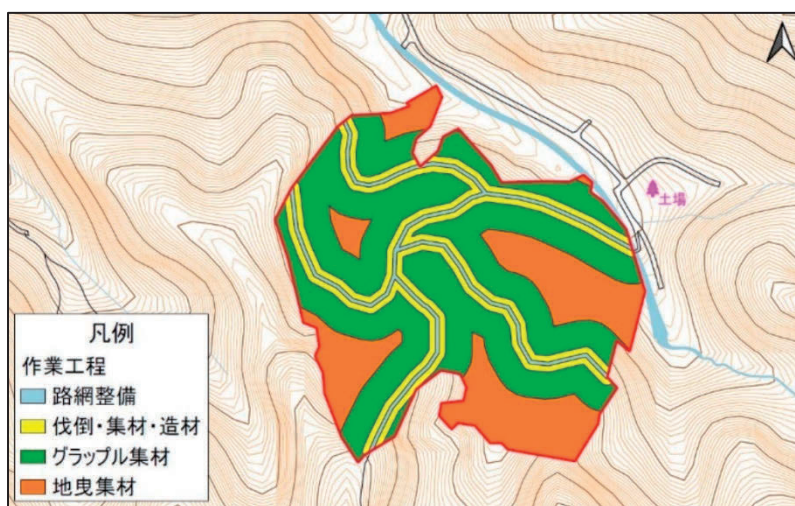 土場
凡例
作業工程
路網整備
伐倒・集材・造材
グラップル集材
地曳集材